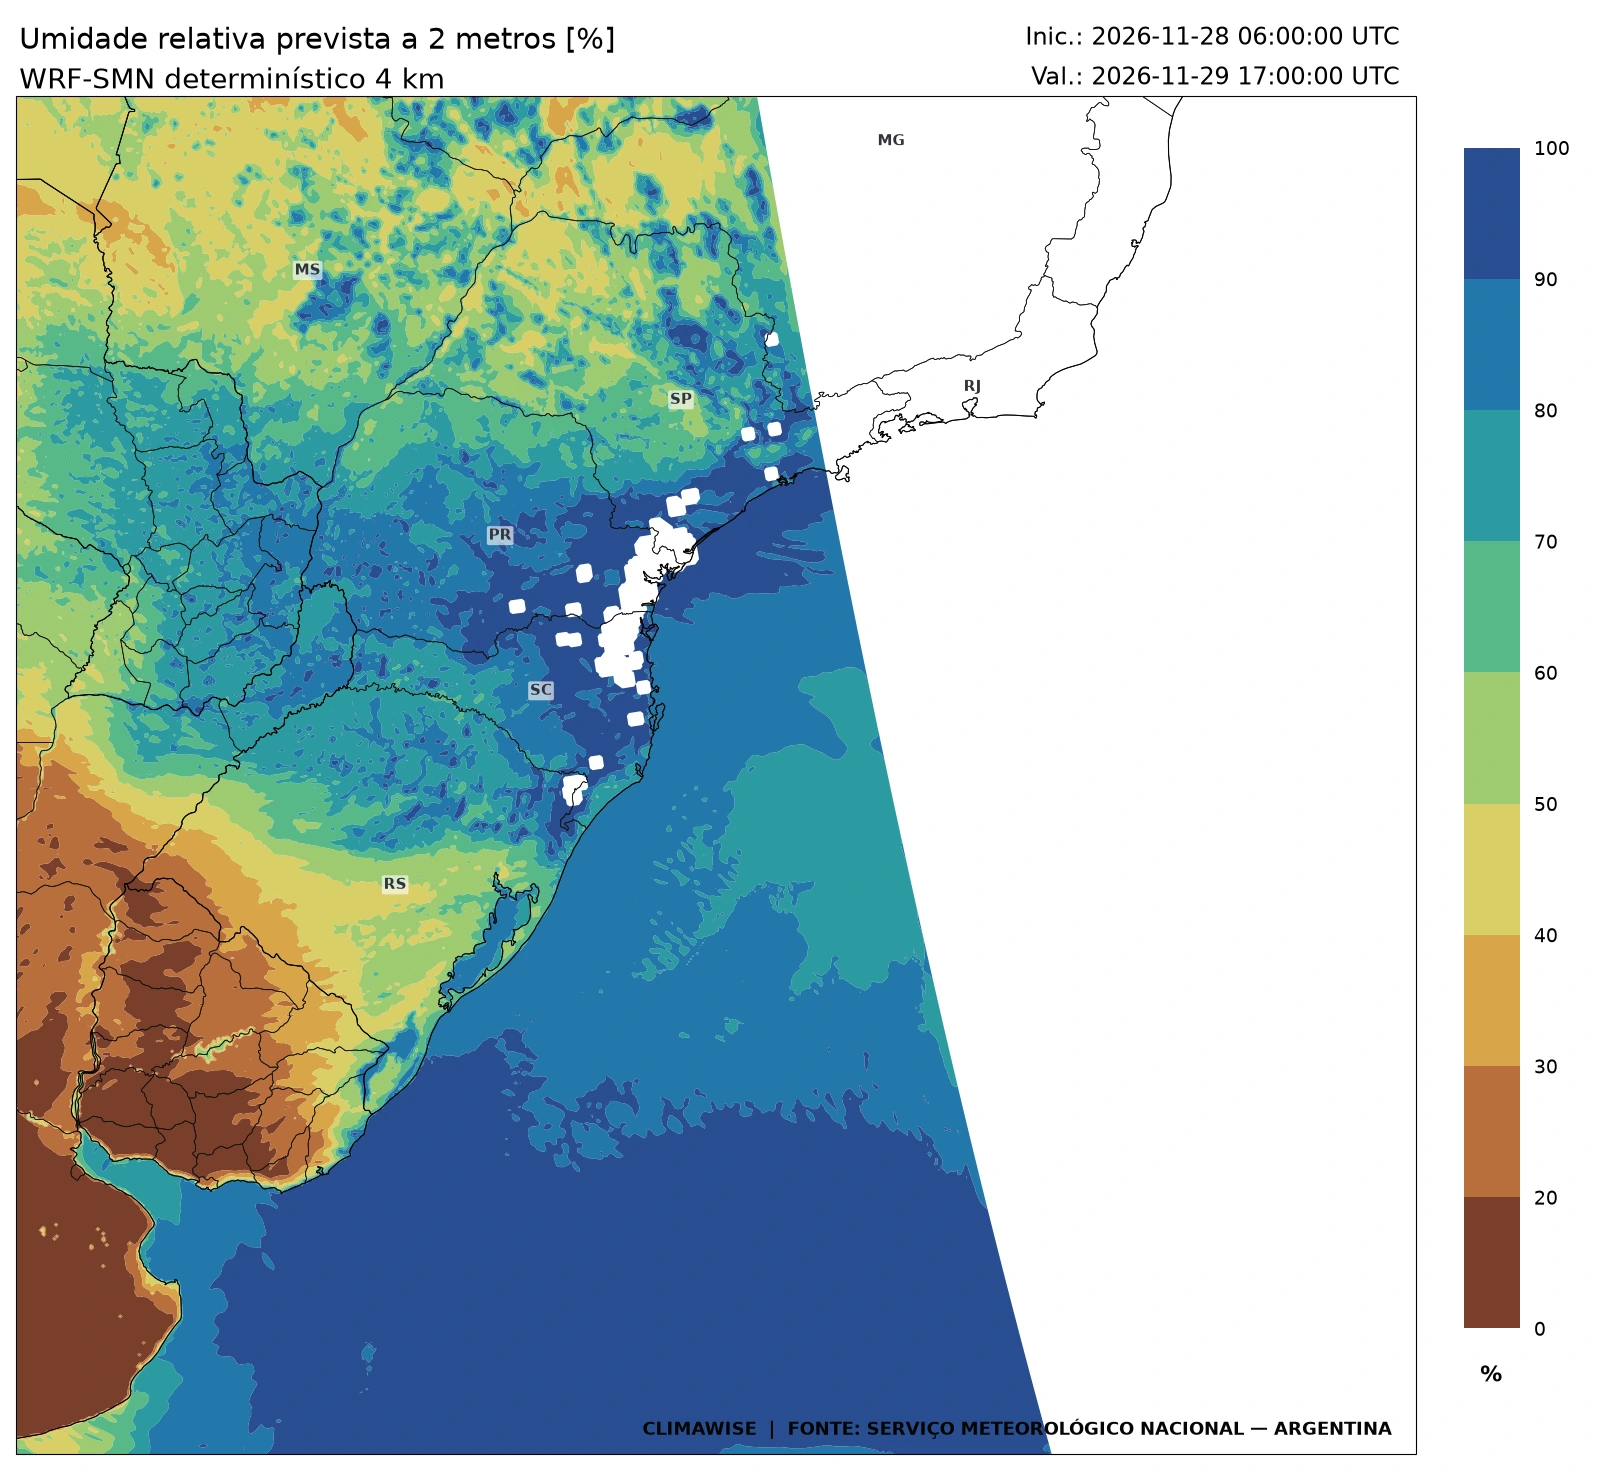 Umidade relativa prevista a 2 metros [%]
WRF-SMN determinístico 4 km
Inic.: 2026-11-28 06:00:00 UTC
Val.: 2026-11-29 17:00:00 UTC
MG
MS
RJ
SP
PR
SC
RS
100
90
80
70
60
50
40
30
20
0
%
CLIMAWISE | FONTE: SERVIÇO METEOROLÓGICO NACIONAL — ARGENTINA